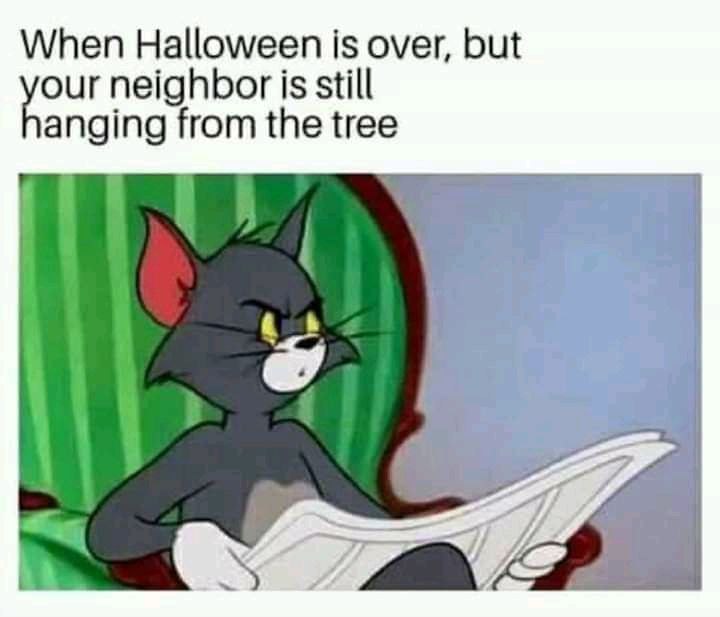 When Halloween is over, but
your neighbor is still
hanging from the tree